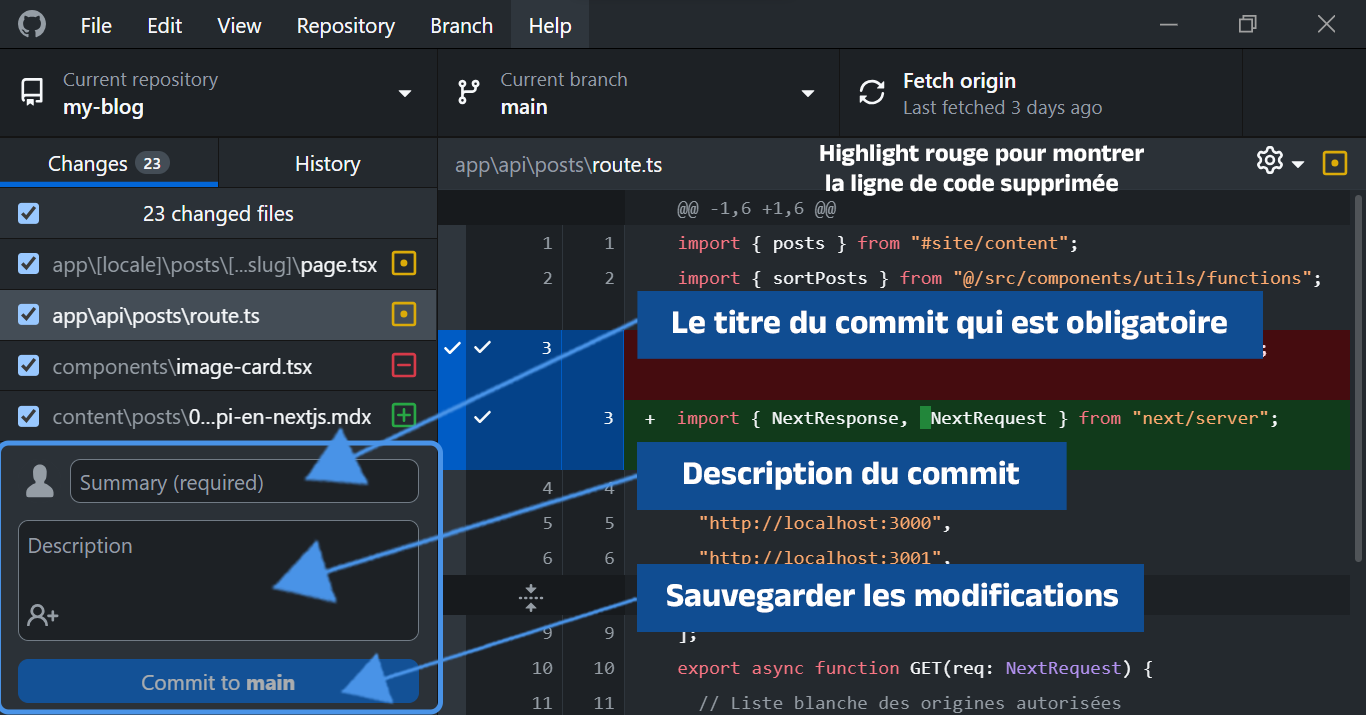 File Edit View Repository Branch Help
Current repository
my-blog
Current branch
main
Fetch origin
Last fetched 3 days ago
Changes 23
History
app\api\posts\route.ts
Highlight rouge pour montrer
la ligne de code supprimée
23 changed files
app\[locale]\posts\[...slug]\page.tsx
app\api\posts\route.ts
components\image-card.tsx
content\posts\0...pi-en-nextjs.mdx
Summary (required)
Description
Commit to main
@@ -1,6 +1,6 @@
1 1 import { posts } from "#site/content";
2 2 import { sortPosts } from "@/src/components/utils/functions";
Le titre du commit qui est obligatoire
3 ;
3 + import { NextResponse, NextRequest } from "next/server";
Description du commit
4 4
5 5 "http://localhost:3000",
6 6 "http://localhost:3001",
Sauvegarder les modifications
9 9 ];
10 10 export async function GET(req: NextRequest) {
11 11 // Liste blanche des origines autorisées